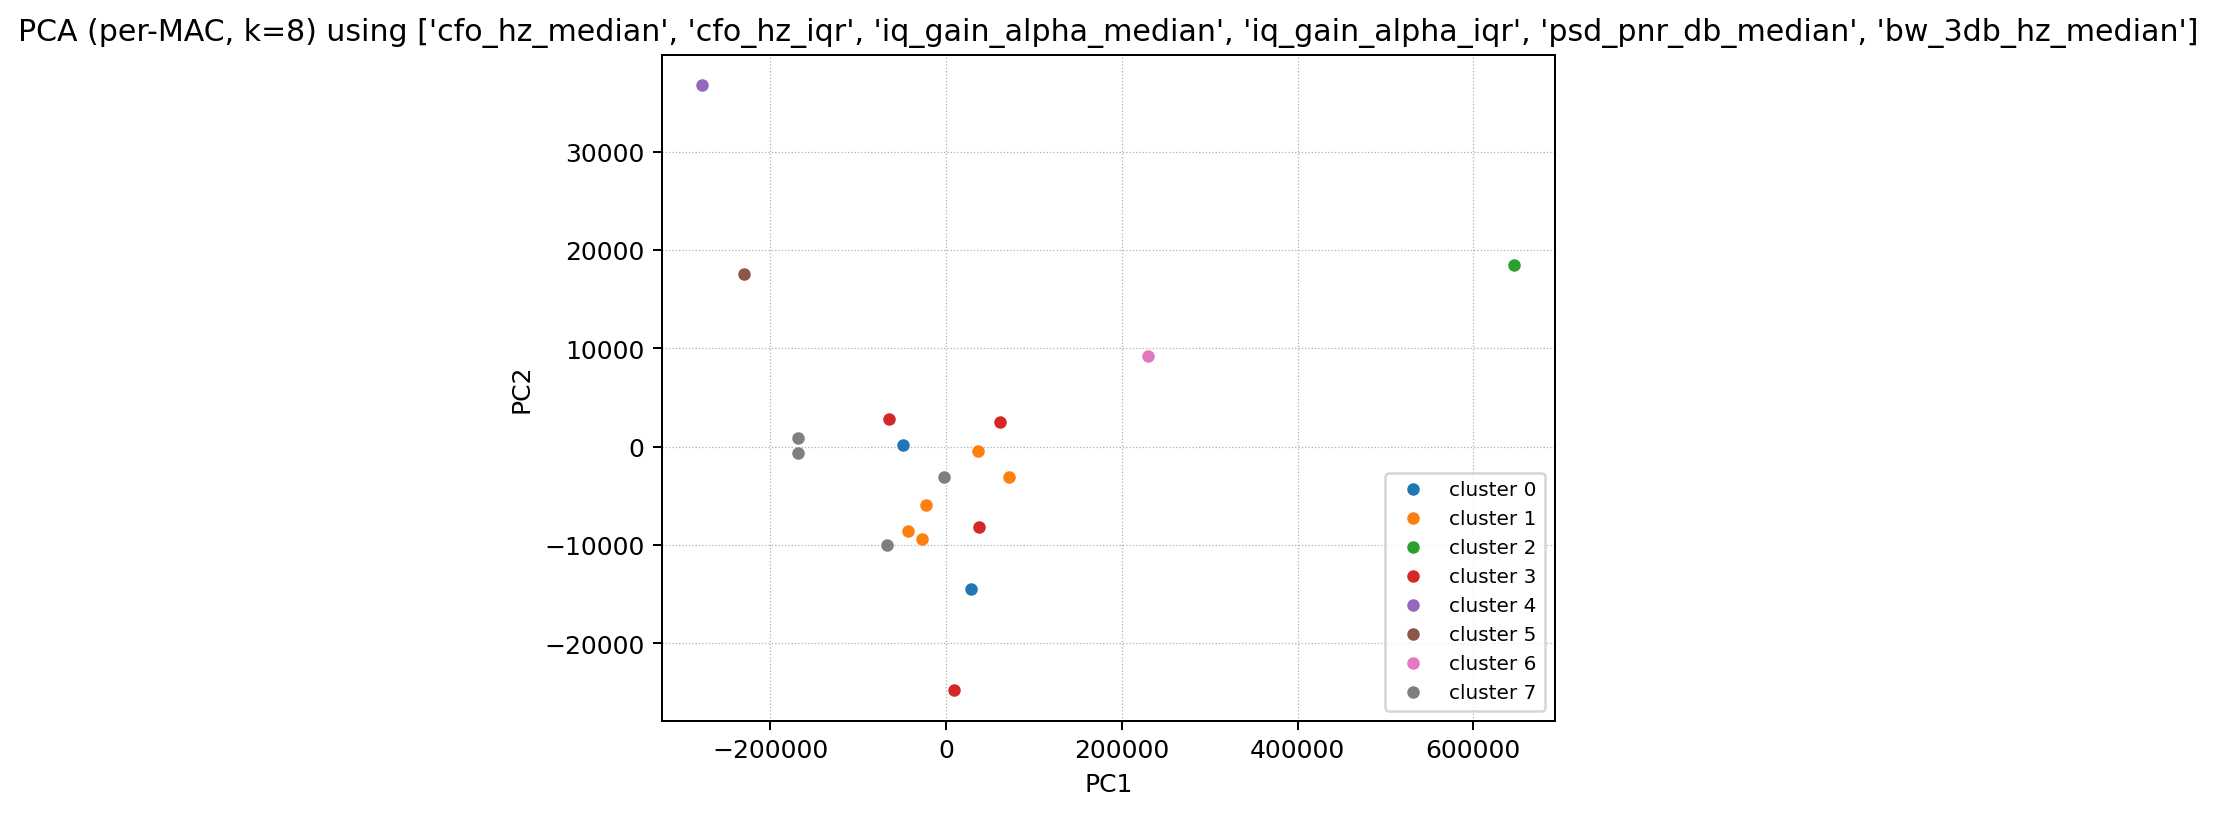 PCA (per-MAC, k=8) using ['cfo_hz_median', 'cfo_hz_iqr', 'iq_gain_alpha_median', 'iq_gain_alpha_iqr', 'psd_pnr_db_median', 'bw_3db_hz_median']
30000
20000
10000
0
−10000
−20000
PC2
cluster 0
cluster 1
cluster 2
cluster 3
cluster 4
cluster 5
cluster 6
cluster 7
−200000 0 200000 400000 600000
PC1